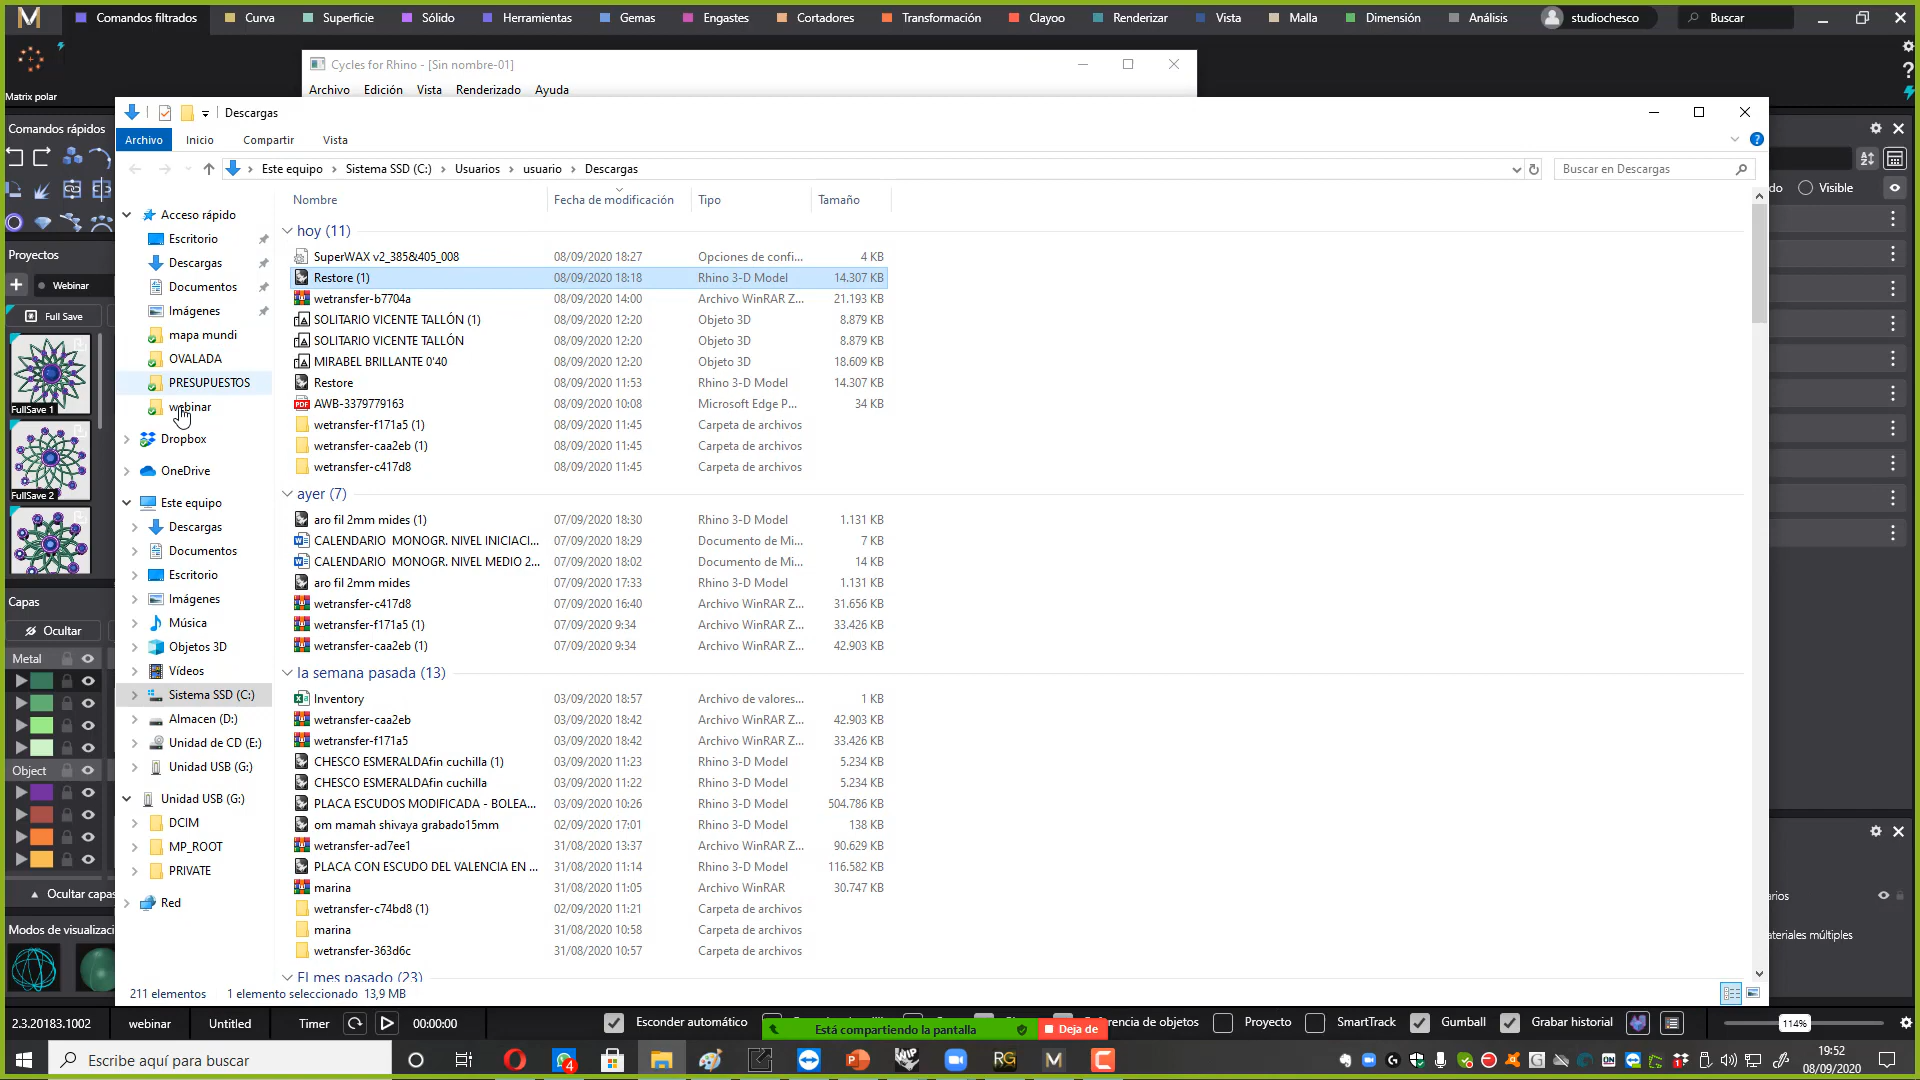 Comandos filtrados Curva Superficie Sólido Herramientas Gemas Engastes Cortadores Transformación Clayoo Renderizar Vista Malla Dimensión Análisis studiochesco Buscar
Matrix polar
Cycles for Rhino - [Sin nombre-01]
Archivo Edición Vista Renderizado Ayuda
Descargas
Archivo Inicio Compartir Vista
Este equipo Sistema SSD (C:) Usuarios usuario Descargas Buscar en Descargas
Comandos rápidos
Proyectos
Webinar
Full Save
FullSave 1
FullSave 2
Capas
Ocultar
Metal
Object
Ocultar capas
Modos de visualizaci
Acceso rápido
Escritorio
Descargas
Documentos
Imágenes
mapa mundi
OVALADA
PRESUPUESTOS
webinar
Dropbox
OneDrive
Este equipo
Descargas
Documentos
Escritorio
Imágenes
Música
Objetos 3D
Vídeos
Sistema SSD (C:)
Almacen (D:)
Unidad de CD (E:)
Unidad USB (G:)
Unidad USB (G:)
DCIM
MP_ROOT
PRIVATE
Red
Nombre Fecha de modificación Tipo Tamaño
hoy (11)
SuperWAX v2_385&405_008 08/09/2020 18:27 Opciones de confi... 4 KB
Restore (1) 08/09/2020 18:18 Rhino 3-D Model 14.307 KB
wetransfer-b7704a 08/09/2020 14:00 Archivo WinRAR Z... 21.193 KB
SOLITARIO VICENTE TALLÓN (1) 08/09/2020 12:20 Objeto 3D 8.879 KB
SOLITARIO VICENTE TALLÓN 08/09/2020 12:20 Objeto 3D 8.879 KB
MIRABEL BRILLANTE 0'40 08/09/2020 12:20 Objeto 3D 18.609 KB
Restore 08/09/2020 11:53 Rhino 3-D Model 14.307 KB
AWB-3379779163 08/09/2020 10:08 Microsoft Edge P... 34 KB
wetransfer-f171a5 (1) 08/09/2020 11:45 Carpeta de archivos
wetransfer-caa2eb (1) 08/09/2020 11:45 Carpeta de archivos
wetransfer-c417d8 08/09/2020 11:45 Carpeta de archivos
ayer (7)
aro fil 2mm mides (1) 07/09/2020 18:30 Rhino 3-D Model 1.131 KB
CALENDARIO MONOGR. NIVEL INICIACI... 07/09/2020 18:29 Documento de Mi... 7 KB
CALENDARIO MONOGR. NIVEL MEDIO 2... 07/09/2020 18:02 Documento de Mi... 14 KB
aro fil 2mm mides 07/09/2020 17:33 Rhino 3-D Model 1.131 KB
wetransfer-c417d8 07/09/2020 16:40 Archivo WinRAR Z... 31.656 KB
wetransfer-f171a5 (1) 07/09/2020 9:34 Archivo WinRAR Z... 33.426 KB
wetransfer-caa2eb (1) 07/09/2020 9:34 Archivo WinRAR Z... 42.903 KB
la semana pasada (13)
Inventory 03/09/2020 18:57 Archivo de valores... 1 KB
wetransfer-caa2eb 03/09/2020 18:42 Archivo WinRAR Z... 42.903 KB
wetransfer-f171a5 03/09/2020 18:42 Archivo WinRAR Z... 33.426 KB
CHESCO ESMERALDAfin cuchilla (1) 03/09/2020 11:23 Rhino 3-D Model 5.234 KB
CHESCO ESMERALDAfin cuchilla 03/09/2020 11:22 Rhino 3-D Model 5.234 KB
PLACA ESCUDOS MODIFICADA - BOLEA... 03/09/2020 10:26 Rhino 3-D Model 504.786 KB
om mamah shivaya grabado15mm 02/09/2020 17:01 Rhino 3-D Model 138 KB
wetransfer-ad7ee1 31/08/2020 13:37 Archivo WinRAR Z... 90.629 KB
PLACA CON ESCUDO DEL VALENCIA EN ... 31/08/2020 11:14 Rhino 3-D Model 116.582 KB
marina 31/08/2020 11:05 Archivo WinRAR 30.747 KB
wetransfer-c74bd8 (1) 02/09/2020 11:21 Carpeta de archivos
marina 31/08/2020 10:58 Carpeta de archivos
wetransfer-363d6c 31/08/2020 10:57 Carpeta de archivos
El mes pasado (23)
211 elementos 1 elemento seleccionado 13,9 MB
do Visible
arios
ateriales múltiples
2.3.20183.1002 webinar Untitled Timer 00:00:00 Esconder automático Está compartiendo la pantalla Deja de erencia de objetos Proyecto SmartTrack Gumball Grabar historial 114%
Escribe aquí para buscar
19:52
08/09/2020